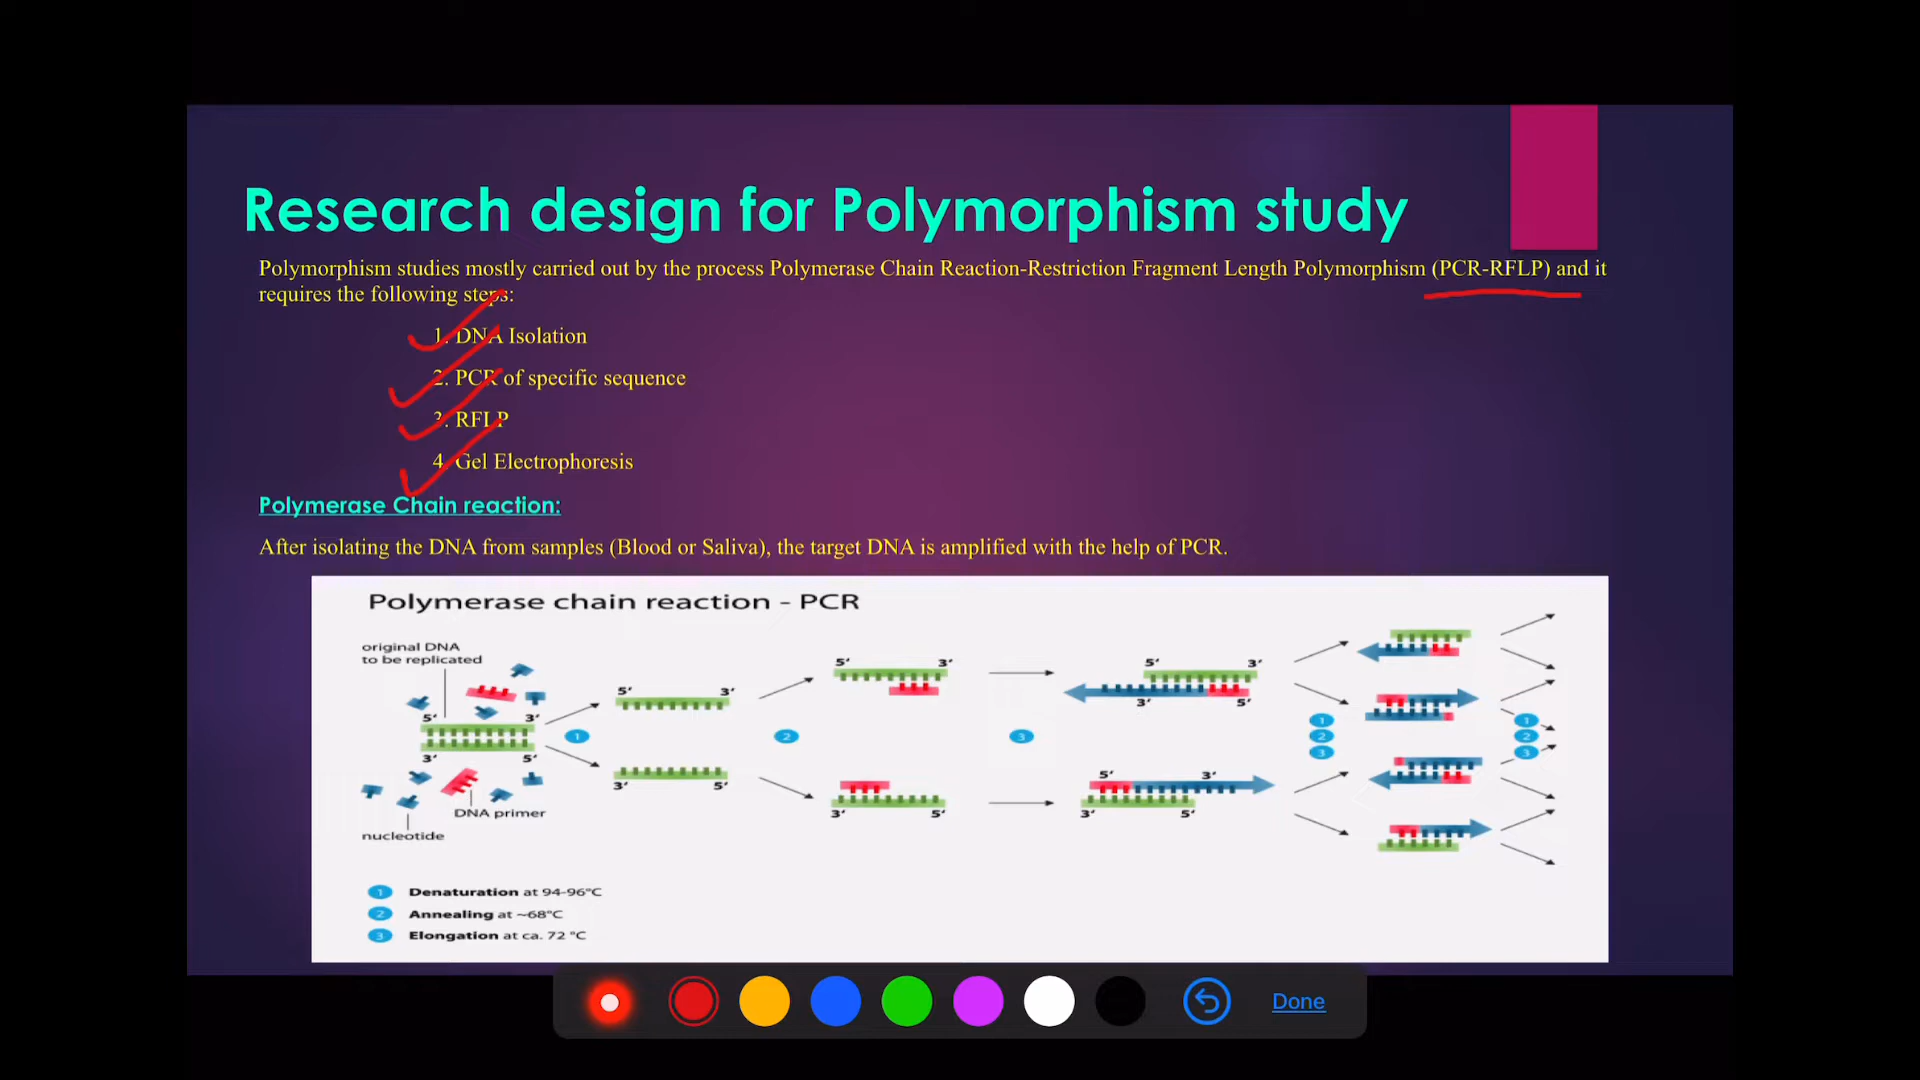 Research design for Polymorphism study
Polymorphism studies mostly carried out by the process Polymerase Chain Reaction-Restriction Fragment Length Polymorphism (PCR-RFLP) and it
requires the following steps:
1. DNA Isolation
2. PCR of specific sequence
3. RFLP
4. Gel Electrophoresis
Polymerase Chain reaction:
After isolating the DNA from samples (Blood or Saliva), the target DNA is amplified with the help of PCR.
Polymerase chain reaction - PCR
original DNA
to be replicated
5' 3'
3' 5'
DNA primer
nucleotide
5' 3'
3' 5'
1
5' 3'
3' 5'
2
5' 3'
3' 5'
5' 3'
3' 5'
3
1
2
3
1
2
3
1 Denaturation at 94-96°C
2 Annealing at ~68°C
3 Elongation at ca. 72 °C
Done